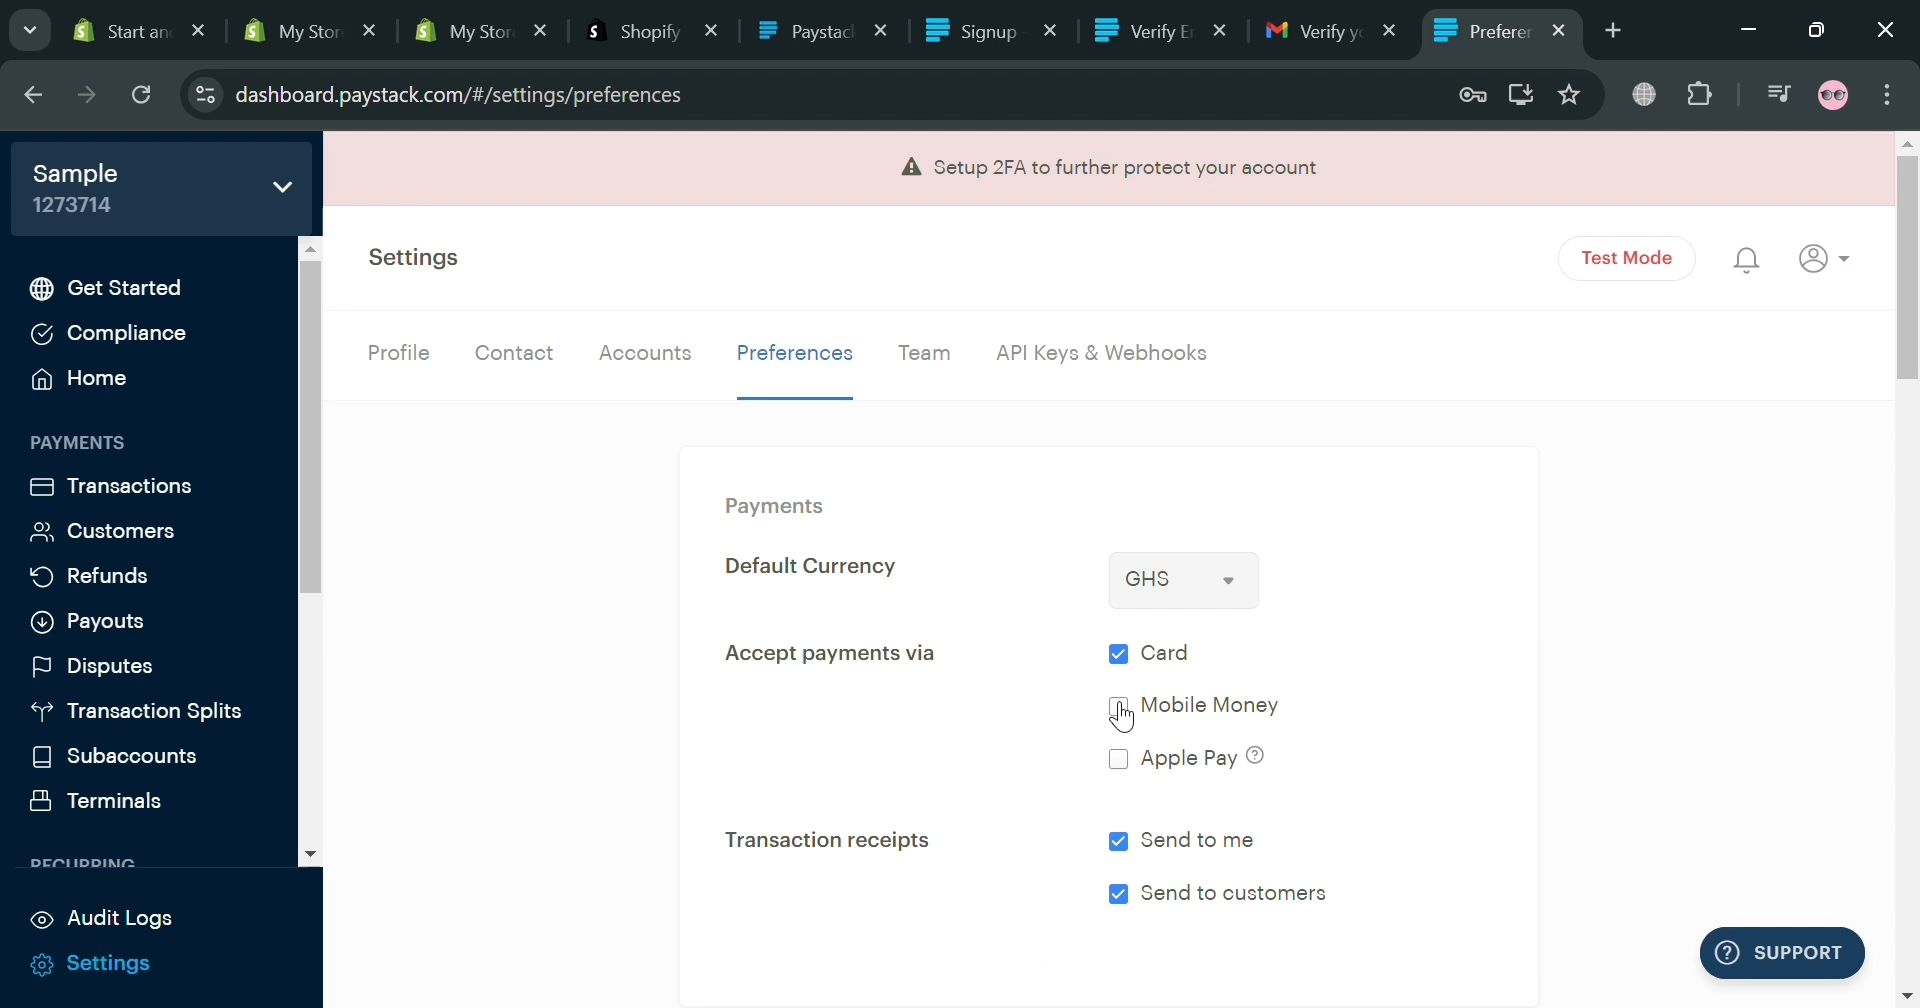 Start an
My Stor
My Stor
Shopify
Paystac
Signup
Verify E
Verify y
Prefere
dashboard.paystack.com/#/settings/preferences
Sample
1273714
Setup 2FA to further protect your account
Settings
Test Mode
Get Started
Compliance
Home
Profile
Contact
Accounts
Preferences
Team
API Keys & Webhooks
PAYMENTS
Transactions
Customers
Refunds
Payouts
Disputes
Transaction Splits
Subaccounts
Terminals
RECURRING
Audit Logs
Settings
Payments
Default Currency
GHS
Accept payments via
Card
Mobile Money
Apple Pay
Transaction receipts
Send to me
Send to customers
SUPPORT